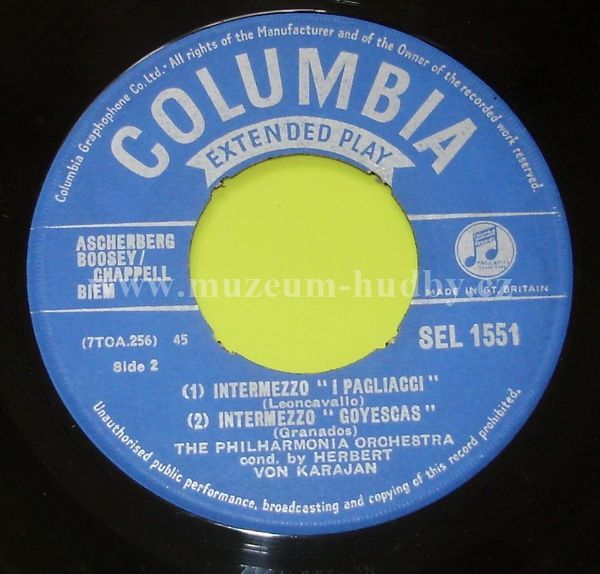 Columbia Graphophone Co. Ltd. · All rights of the Manufacturer and of the Owner of the recorded work reserved.
COLUMBIA
EXTENDED PLAY
ASCHERBERG
BOOSEY/
CHAPPELL
BIEM
MADE IN GT. BRITAIN
www.muzeum-hudby.cz
(7TOA.256) 45
SEL 1551
Side 2
(1) INTERMEZZO " I PAGLIACCI "
(Leoncavallo)
(2) INTERMEZZO " GOYESCAS "
(Granados)
THE PHILHARMONIA ORCHESTRA
cond. by HERBERT
VON KARAJAN
Unauthorised public performance, broadcasting and copying of this record prohibited.